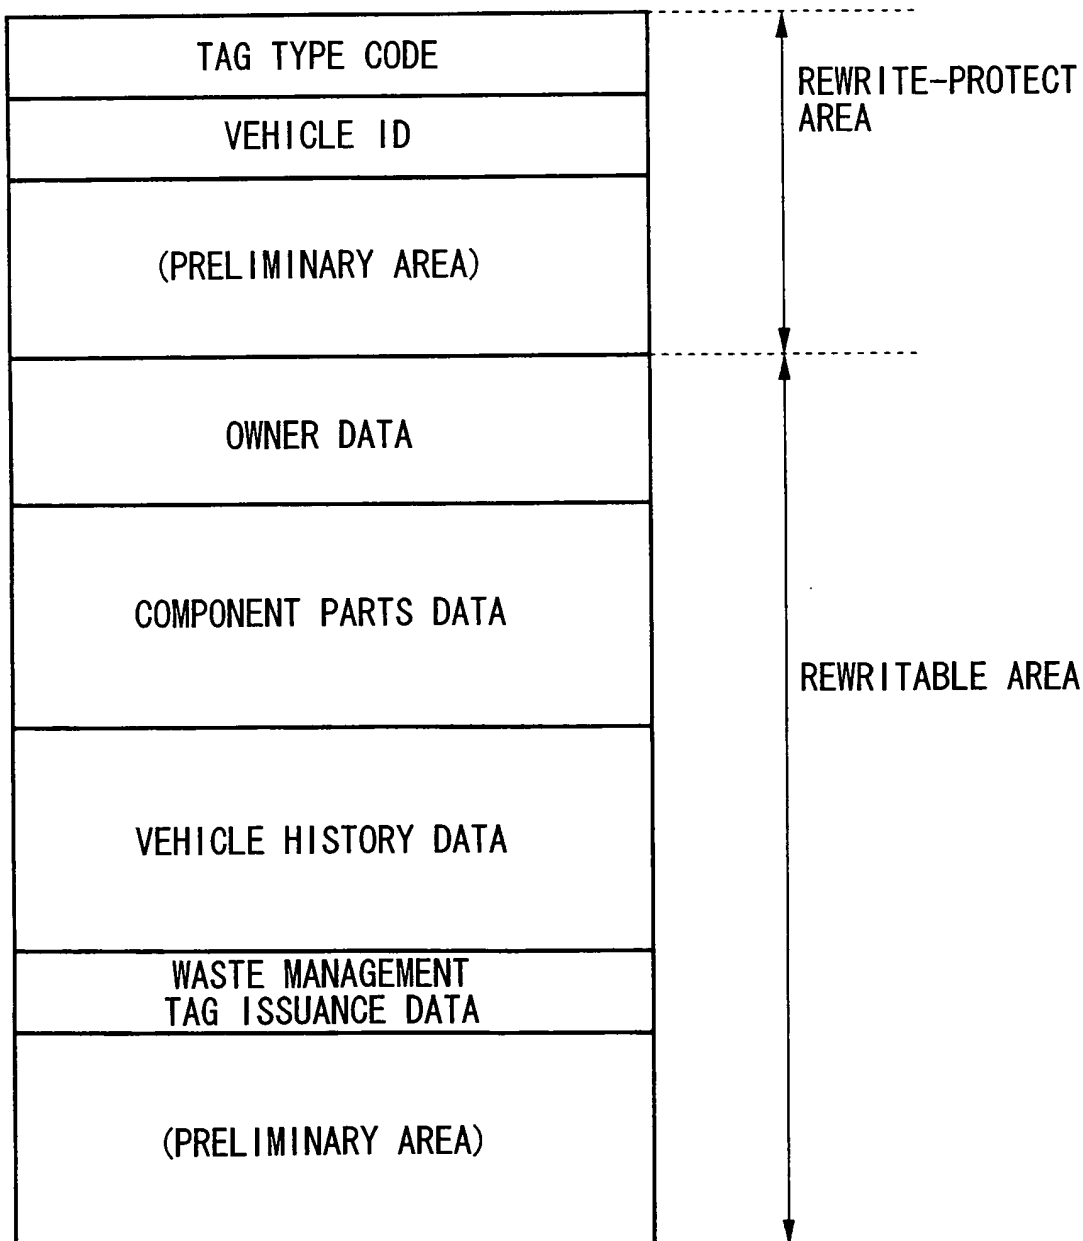 TAG TYPE CODE
REWRITE-PROTECT
AREA
VEHICLE ID
(PRELIMINARY AREA)
OWNER DATA
COMPONENT PARTS DATA
REWRITABLE AREA
VEHICLE HISTORY DATA
WASTE MANAGEMENT
TAG ISSUANCE DATA
(PRELIMINARY AREA)